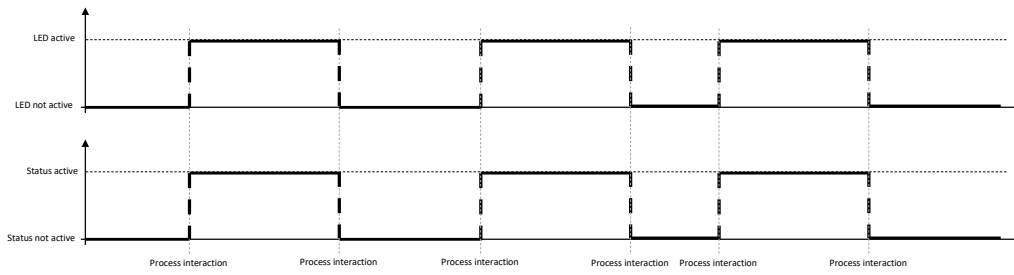 LED active
LED not active
Status active
Status not active
Process interaction
Process interaction
Process interaction
Process interaction
Process interaction
Process interaction